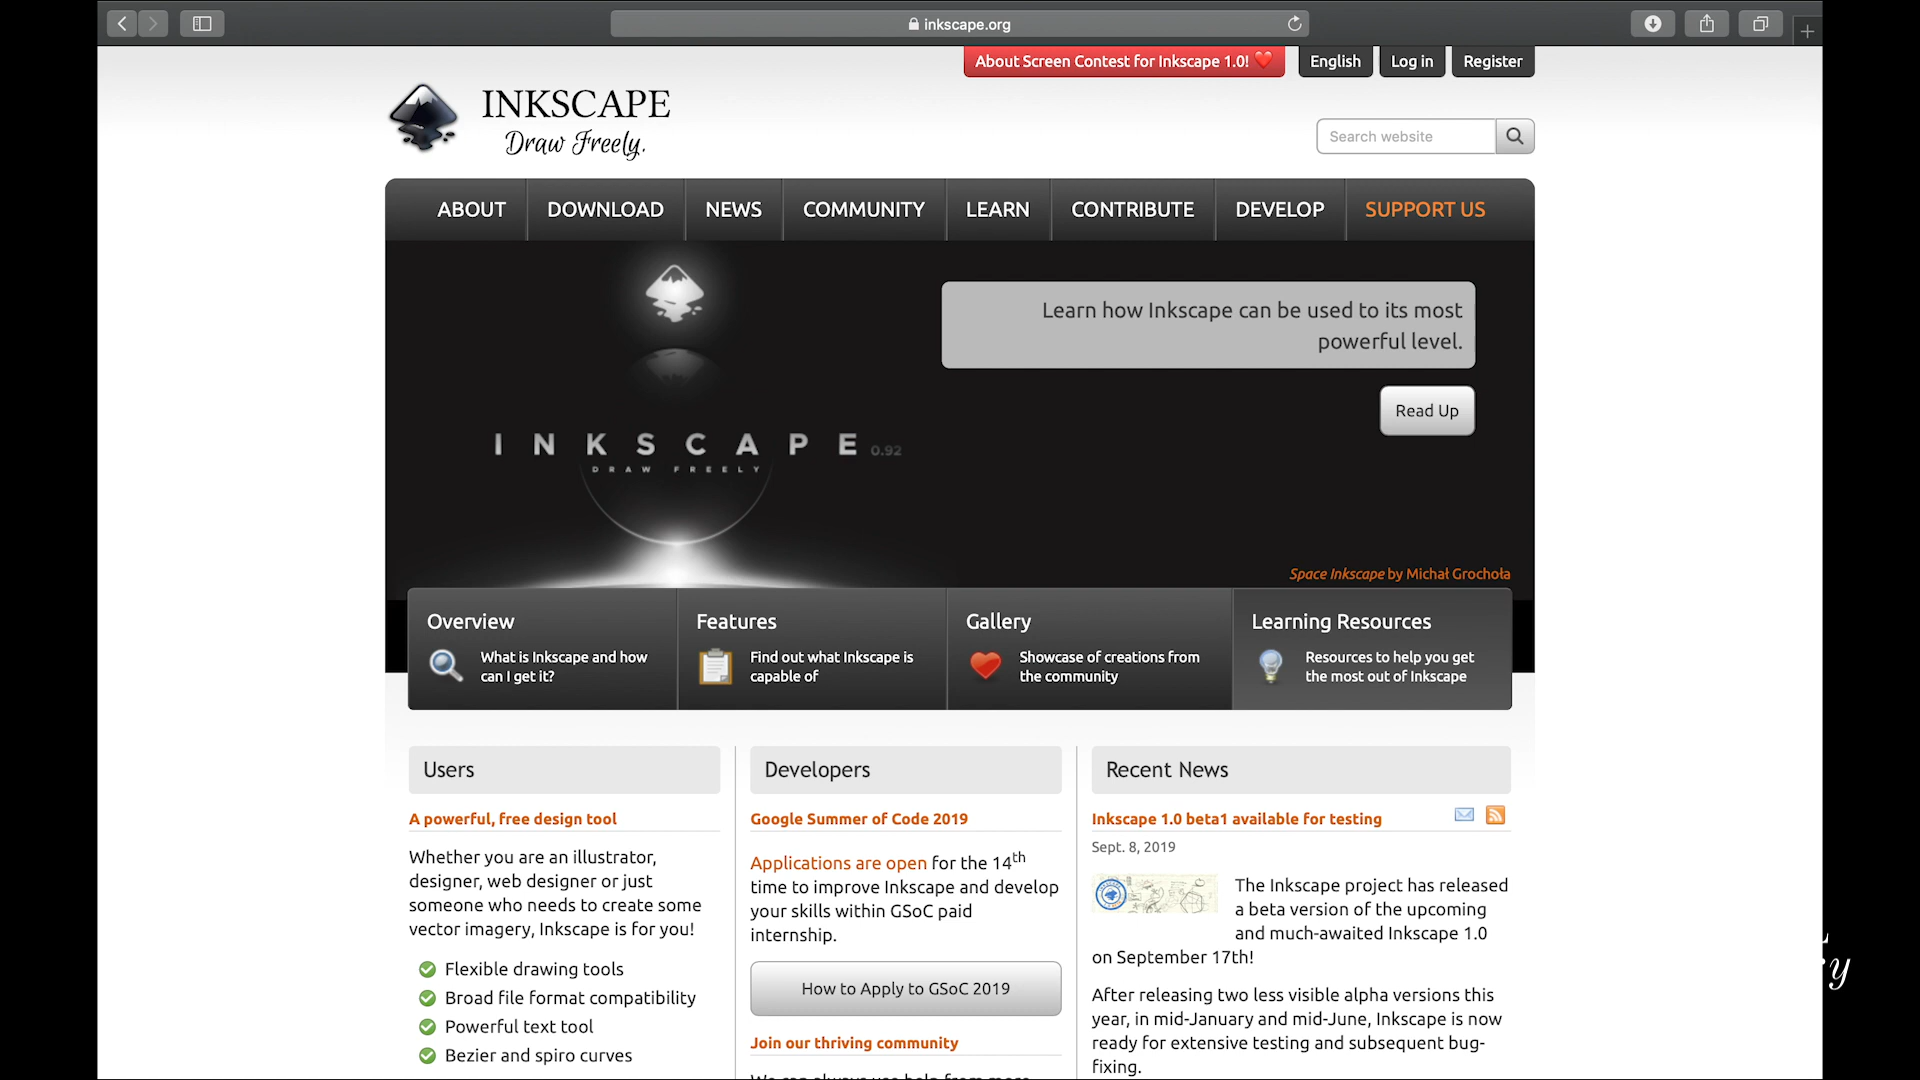 inkscape.org
About Screen Contest for Inkscape 1.0!
English
Log in
Register
INKSCAPE
Draw Freely.
Search website
ABOUT
DOWNLOAD
NEWS
COMMUNITY
LEARN
CONTRIBUTE
DEVELOP
SUPPORT US
Learn how Inkscape can be used to its most
powerful level.
Read Up
INKSCAPE 0.92
DRAW FREELY
Space Inkscape by Michał Grochoła
Overview
What is Inkscape and how
can I get it?
Features
Find out what Inkscape is
capable of
Gallery
Showcase of creations from
the community
Learning Resources
Resources to help you get
the most out of Inkscape
Users
A powerful, free design tool
Whether you are an illustrator,
designer, web designer or just
someone who needs to create some
vector imagery, Inkscape is for you!
Flexible drawing tools
Broad file format compatibility
Powerful text tool
Bezier and spiro curves
Developers
Google Summer of Code 2019
Applications are open for the 14th
time to improve Inkscape and develop
your skills within GSoC paid
internship.
How to Apply to GSoC 2019
Join our thriving community
Recent News
Inkscape 1.0 beta1 available for testing
Sept. 8, 2019
The Inkscape project has released
a beta version of the upcoming
and much-awaited Inkscape 1.0
on September 17th!
After releasing two less visible alpha versions this
year, in mid-January and mid-June, Inkscape is now
ready for extensive testing and subsequent bug-
fixing.